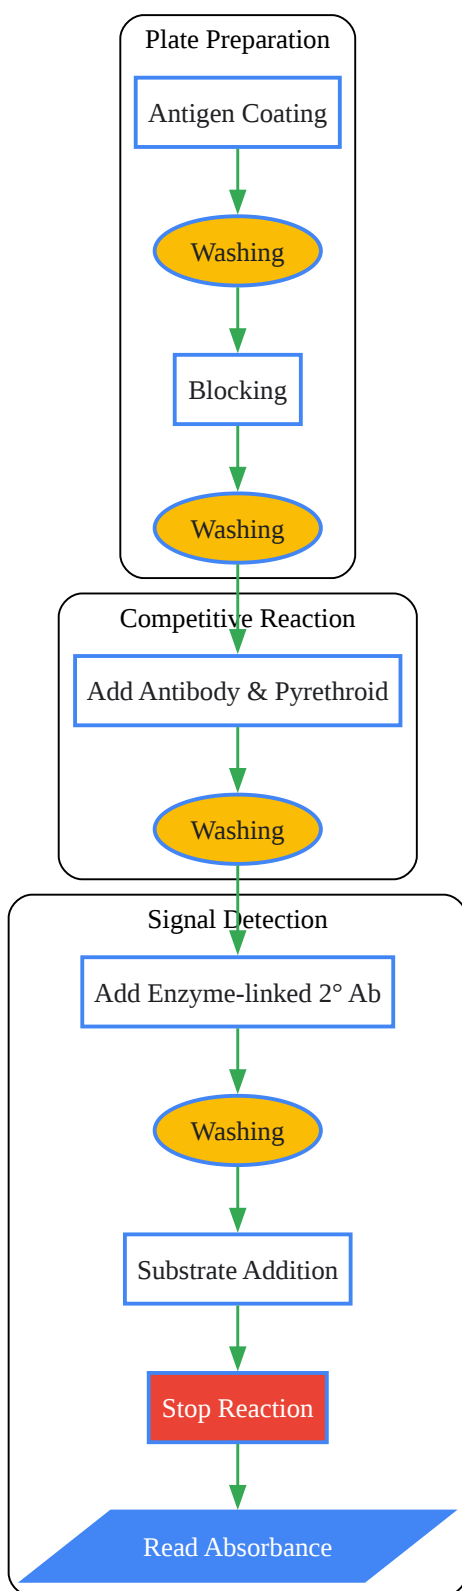 Plate Preparation
Antigen Coating
Washing
Blocking
Washing
Competitive Reaction
Add Antibody & Pyrethroid
Washing
Signal Detection
Add Enzyme-linked 2° Ab
Washing
Substrate Addition
Stop Reaction
Read Absorbance